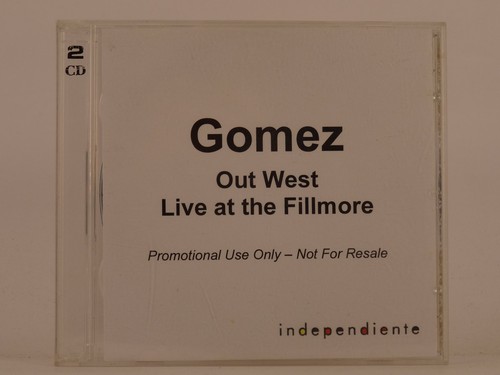 2
CD
Gomez
Out West
Live at the Fillmore
Promotional Use Only – Not For Resale
independiente